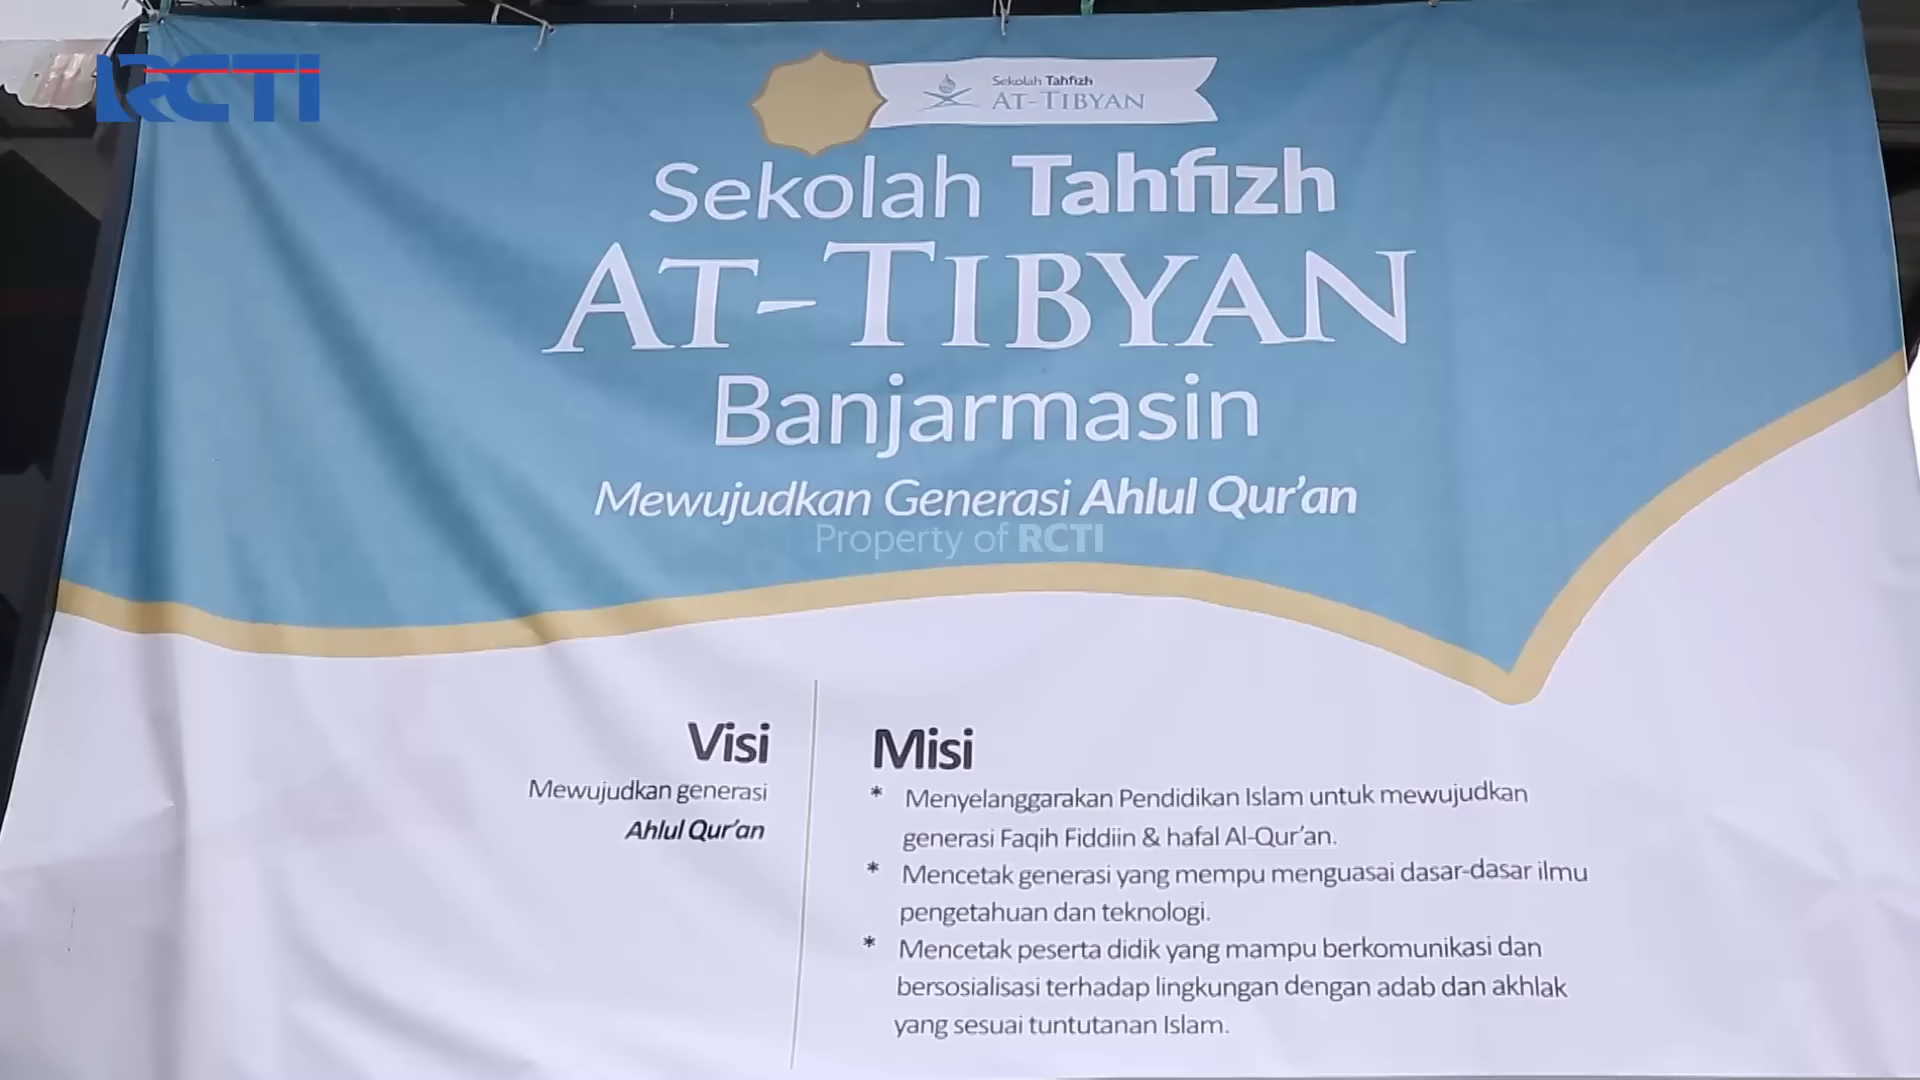 RCTI
Sekolah Tahfizh
AT-TIBYAN
Sekolah Tahfizh
AT-TIBYAN
Banjarmasin
Mewujudkan Generasi Ahlul Qur'an
Property of RCTI
Visi
Mewujudkan generasi
Ahlul Qur'an
Misi
* Menyelanggarakan Pendidikan Islam untuk mewujudkan
generasi Faqih Fiddiin & hafal Al-Qur'an.
* Mencetak generasi yang mempu menguasai dasar-dasar ilmu
pengetahuan dan teknologi.
* Mencetak peserta didik yang mampu berkomunikasi dan
bersosialisasi terhadap lingkungan dengan adab dan akhlak
yang sesuai tuntutanan Islam.